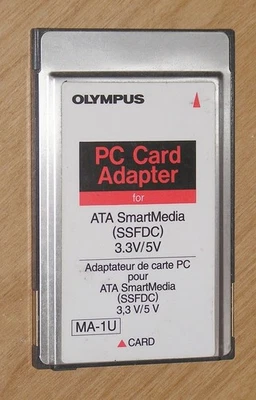 OLYMPUS
PC Card
Adapter
for
ATA SmartMedia
(SSFDC)
3.3V/5V
Adaptateur de carte PC
pour
ATA SmartMedia
(SSFDC)
3,3 V/5 V
MA-1U
▲CARD